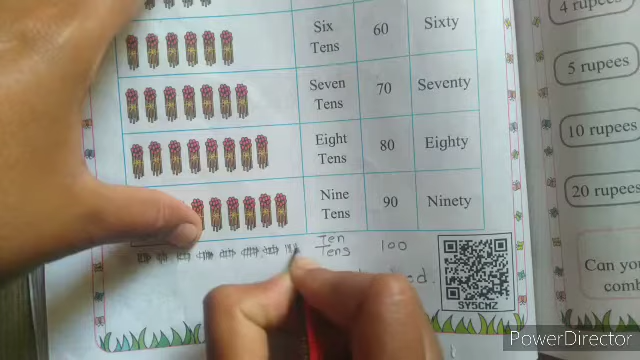 Six
Tens
60
Sixty
Seven
Tens
70
Seventy
Eight
Tens
80
Eighty
Nine
Tens
90
Ninety
Ten
Tens
100
SY5CHZ
4 rupees
5 rupees
10 rupees
20 rupees
Can you
comb
PowerDirector